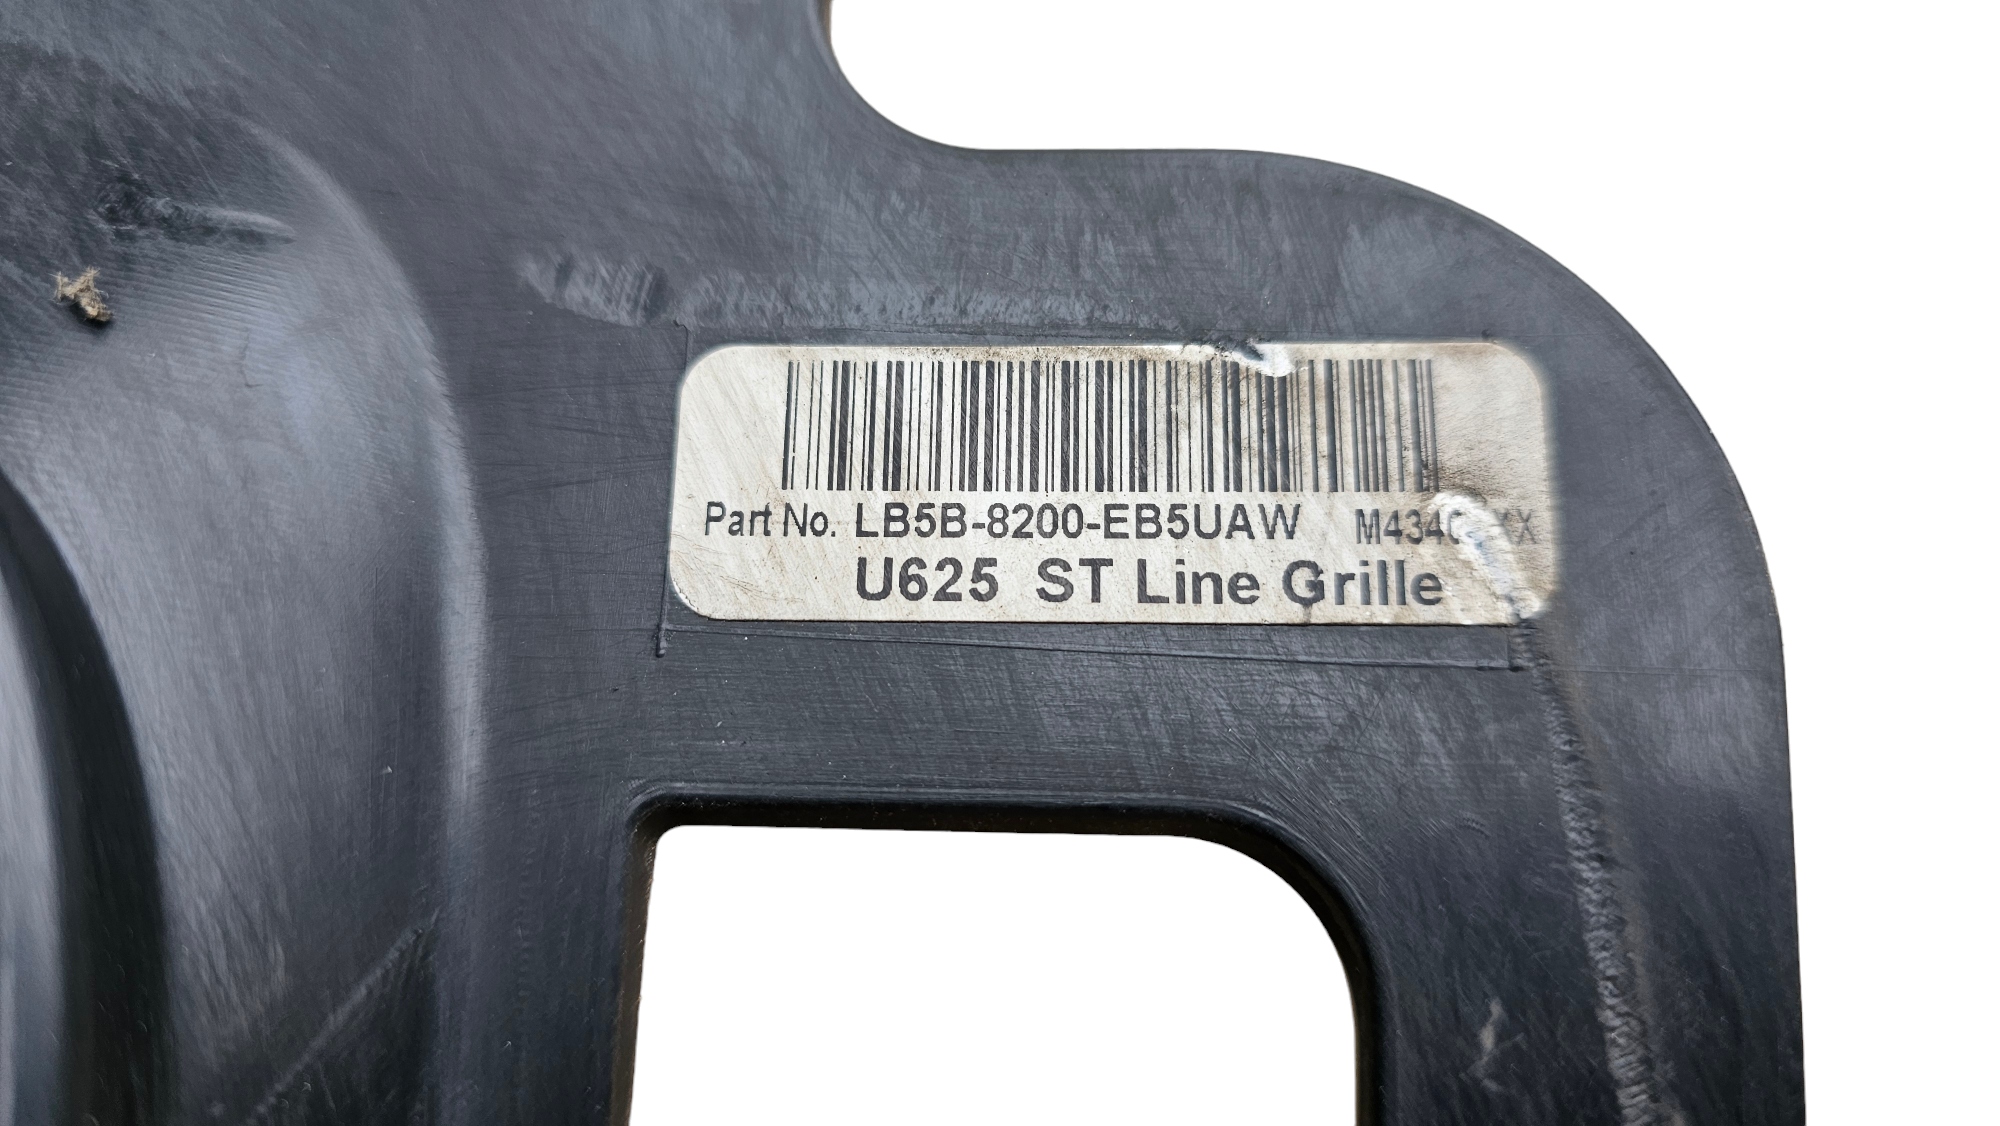 Part No. LB5B-8200-EB5UAW
U625 ST Line Grille